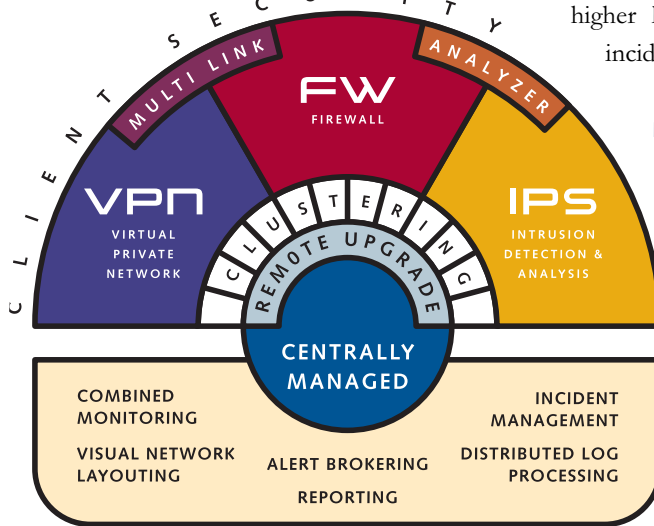 CLIENT SECURITY
higher
incid
MULTI LINK
ANALYZER
FW
FIREWALL
VPN
VIRTUAL
PRIVATE
NETWORK
IPS
INTRUSION
DETECTION &
ANALYSIS
CLUSTERING
REMOTE UPGRADE
CENTRALLY
MANAGED
COMBINED
MONITORING
VISUAL NETWORK
LAYOUTING
ALERT BROKERING
REPORTING
INCIDENT
MANAGEMENT
DISTRIBUTED LOG
PROCESSING